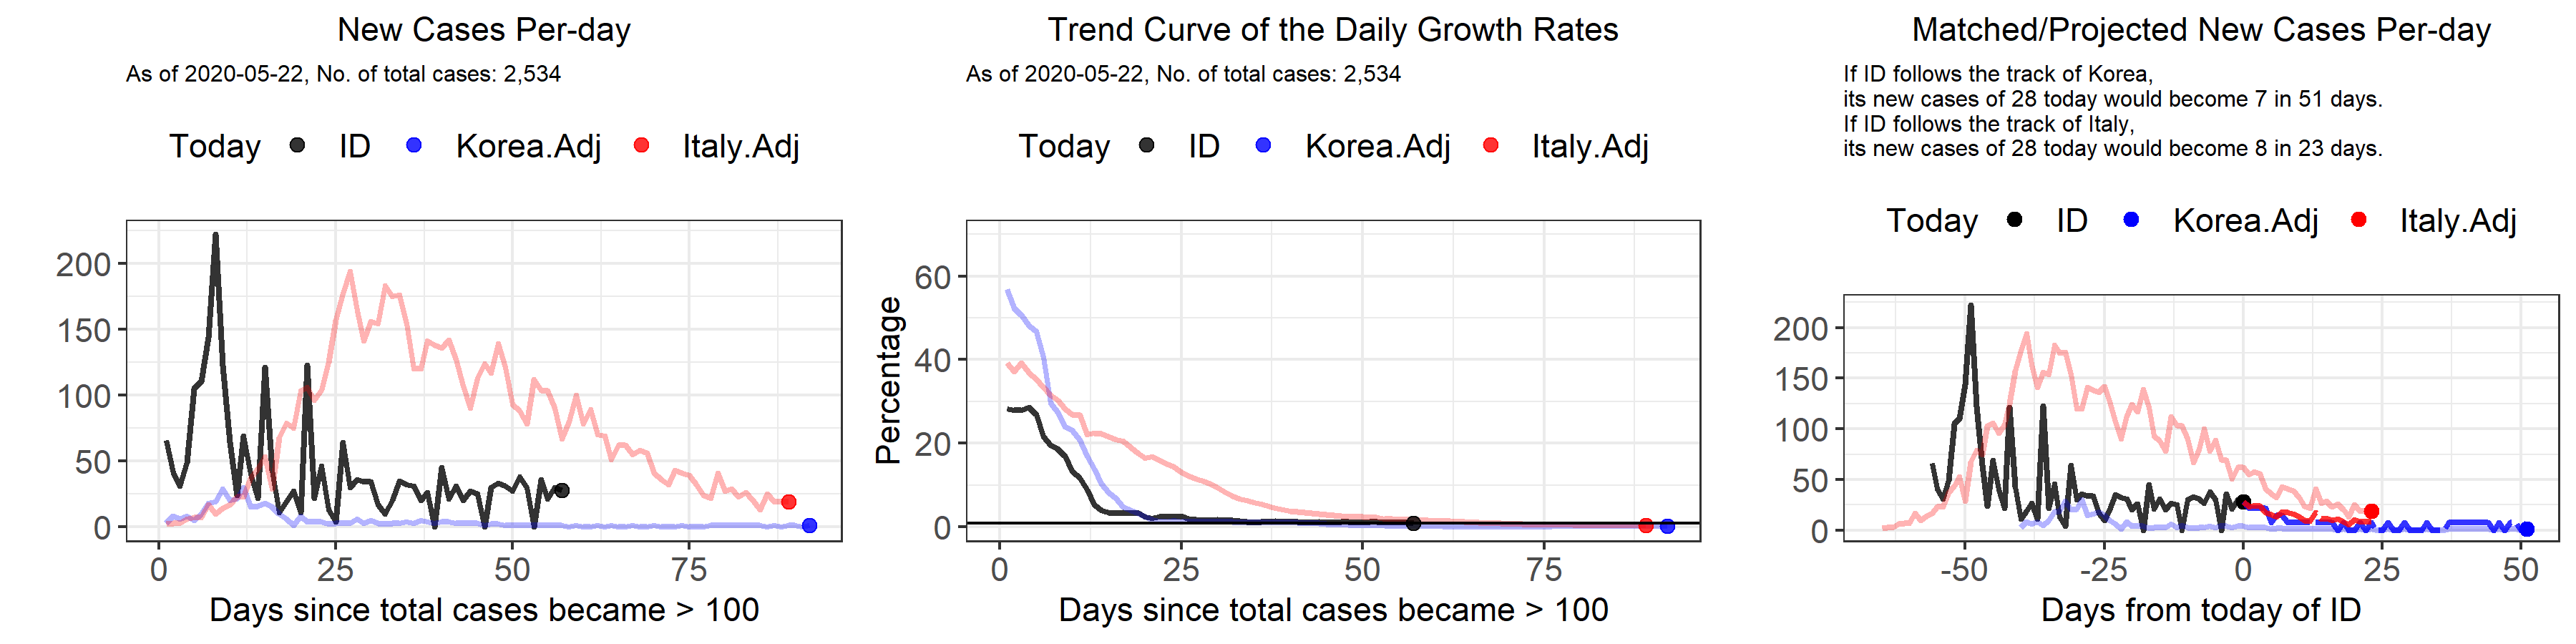 New Cases Per-day
As of 2020-05-22, No. of total cases: 2,534
Today ID Korea.Adj Italy.Adj
200
150
100
50
0
0 25 50 75
Days since total cases became > 100
Trend Curve of the Daily Growth Rates
As of 2020-05-22, No. of total cases: 2,534
Today ID Korea.Adj Italy.Adj
Percentage
60
40
20
0
0 25 50 75
Days since total cases became > 100
Matched/Projected New Cases Per-day
If ID follows the track of Korea,
its new cases of 28 today would become 7 in 51 days.
If ID follows the track of Italy,
its new cases of 28 today would become 8 in 23 days.
Today ID Korea.Adj Italy.Adj
200
150
100
50
0
-50 -25 0 25 50
Days from today of ID